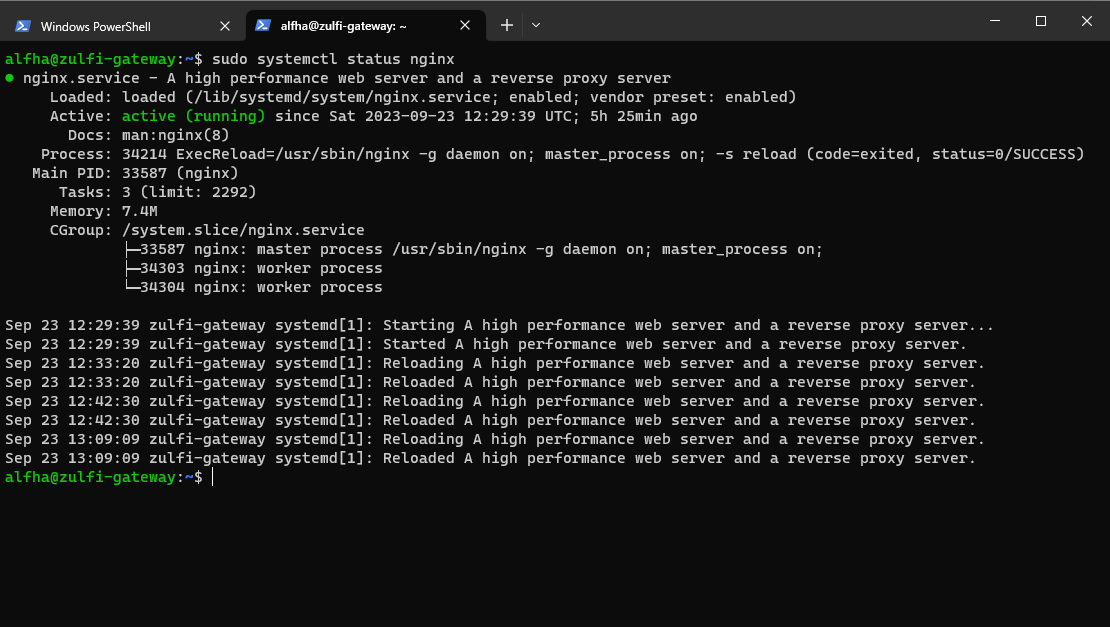 Windows PowerShell
alfha@zulfi-gateway: ~
alfha@zulfi-gateway:~$ sudo systemctl status nginx
● nginx.service - A high performance web server and a reverse proxy server
Loaded: loaded (/lib/systemd/system/nginx.service; enabled; vendor preset: enabled)
Active: active (running) since Sat 2023-09-23 12:29:39 UTC; 5h 25min ago
Docs: man:nginx(8)
Process: 34214 ExecReload=/usr/sbin/nginx -g daemon on; master_process on; -s reload (code=exited, status=0/SUCCESS)
Main PID: 33587 (nginx)
Tasks: 3 (limit: 2292)
Memory: 7.4M
CGroup: /system.slice/nginx.service
├─33587 nginx: master process /usr/sbin/nginx -g daemon on; master_process on;
├─34303 nginx: worker process
└─34304 nginx: worker process
Sep 23 12:29:39 zulfi-gateway systemd[1]: Starting A high performance web server and a reverse proxy server...
Sep 23 12:29:39 zulfi-gateway systemd[1]: Started A high performance web server and a reverse proxy server.
Sep 23 12:33:20 zulfi-gateway systemd[1]: Reloading A high performance web server and a reverse proxy server.
Sep 23 12:33:20 zulfi-gateway systemd[1]: Reloaded A high performance web server and a reverse proxy server.
Sep 23 12:42:30 zulfi-gateway systemd[1]: Reloading A high performance web server and a reverse proxy server.
Sep 23 12:42:30 zulfi-gateway systemd[1]: Reloaded A high performance web server and a reverse proxy server.
Sep 23 13:09:09 zulfi-gateway systemd[1]: Reloading A high performance web server and a reverse proxy server.
Sep 23 13:09:09 zulfi-gateway systemd[1]: Reloaded A high performance web server and a reverse proxy server.
alfha@zulfi-gateway:~$